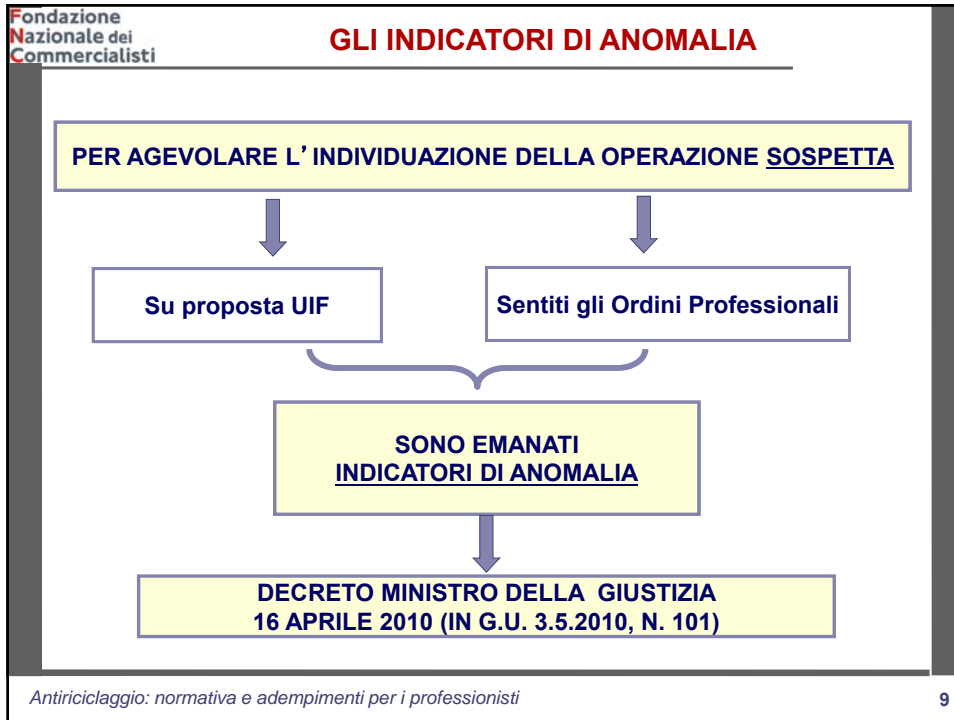 Fondazione
Nazionale dei
Commercialisti
GLI INDICATORI DI ANOMALIA
PER AGEVOLARE L’INDIVIDUAZIONE DELLA OPERAZIONE SOSPETTA
Su proposta UIF
Sentiti gli Ordini Professionali
SONO EMANATI
INDICATORI DI ANOMALIA
DECRETO MINISTRO DELLA GIUSTIZIA
16 APRILE 2010 (IN G.U. 3.5.2010, N. 101)
Antiriciclaggio: normativa e adempimenti per i professionisti
9